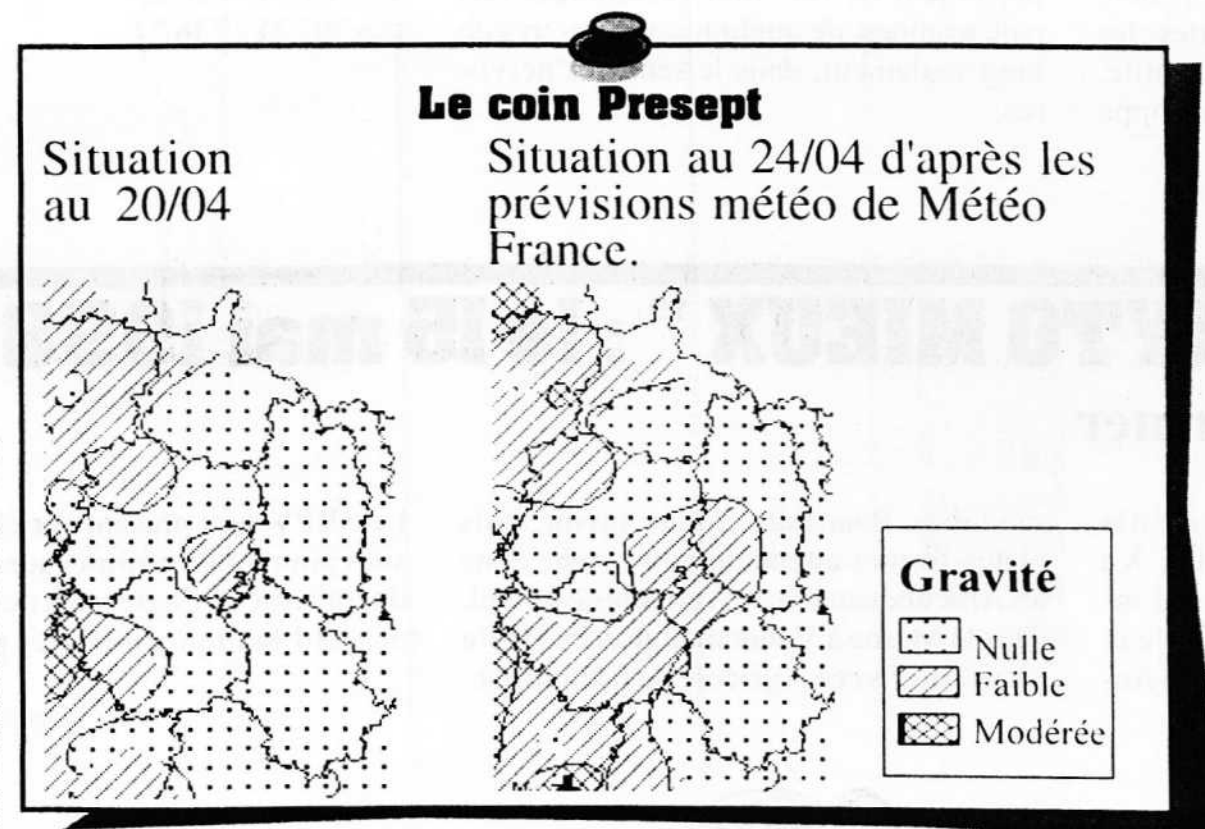 Le coin Presept
Situation
au 20/04
Situation au 24/04 d'après les
prévisions météo de Météo
France.
Gravité
Nulle
Faible
Modérée